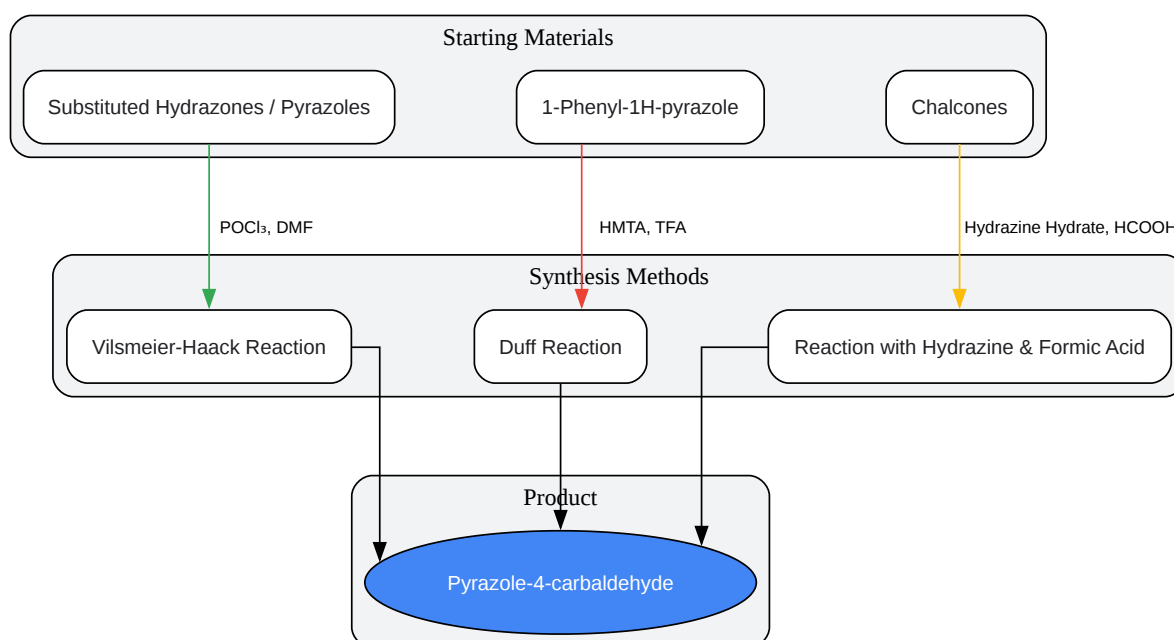 Starting Materials
Substituted Hydrazones / Pyrazoles
1-Phenyl-1H-pyrazole
Chalcones
POCl₃, DMF
HMTA, TFA
Hydrazine Hydrate, HCOOH
Synthesis Methods
Vilsmeier-Haack Reaction
Duff Reaction
Reaction with Hydrazine & Formic Acid
Product
Pyrazole-4-carbaldehyde